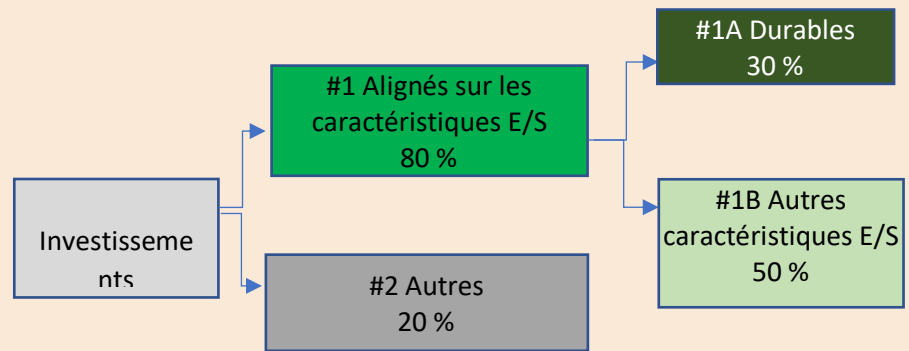 #1A Durables
30 %
#1 Alignés sur les
caractéristiques E/S
80 %
#1B Autres
caractéristiques E/S
50 %
Investisseme
nts
#2 Autres
20 %